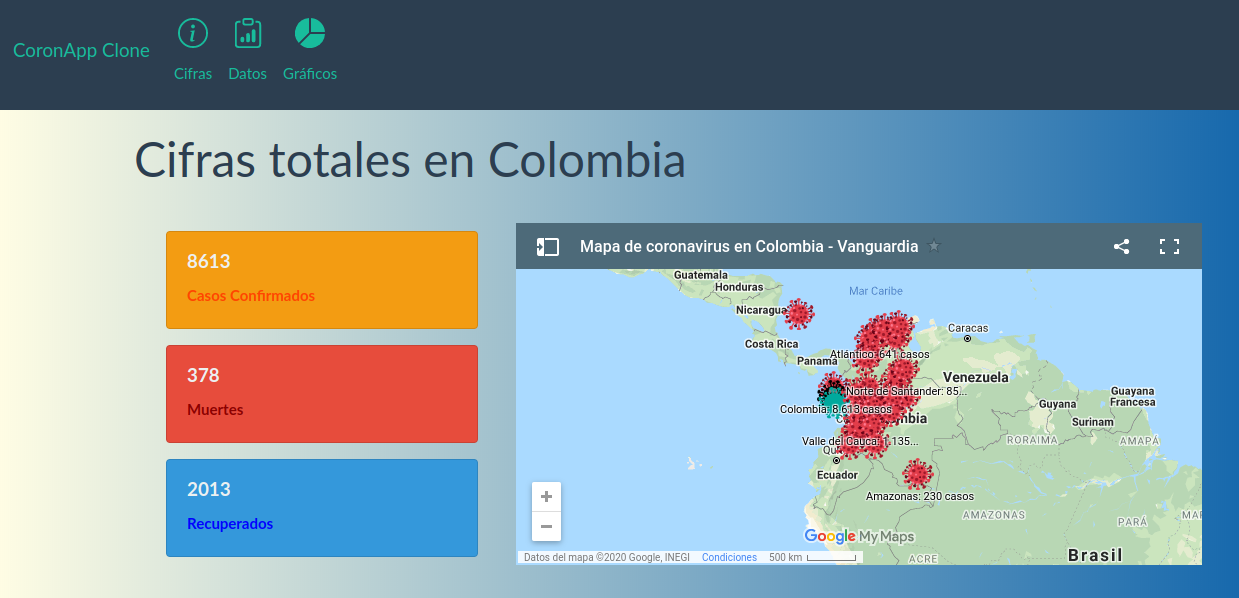 CoronApp Clone
Cifras
Datos
Gráficos
Cifras totales en Colombia
8613
Casos Confirmados
378
Muertes
2013
Recuperados
Mapa de coronavirus en Colombia - Vanguardia
Guatemala
Honduras
Mar Caribe
Nicaragua
Costa Rica
Caracas
Atlántico: 641 casos
Panamá
Venezuela
Norte de Santander: 85...
Guayana
Francesa
Guyana
Colombia: 8.613 casos
Surinam
Valle del Cauca: 1.135...
RORAIMA
AMAPÁ
Ecuador
Amazonas: 230 casos
AMAZONAS
PARÁ
Google My Maps
Brasil
ACRE
Datos del mapa ©2020 Google, INEGI
Condiciones
500 km